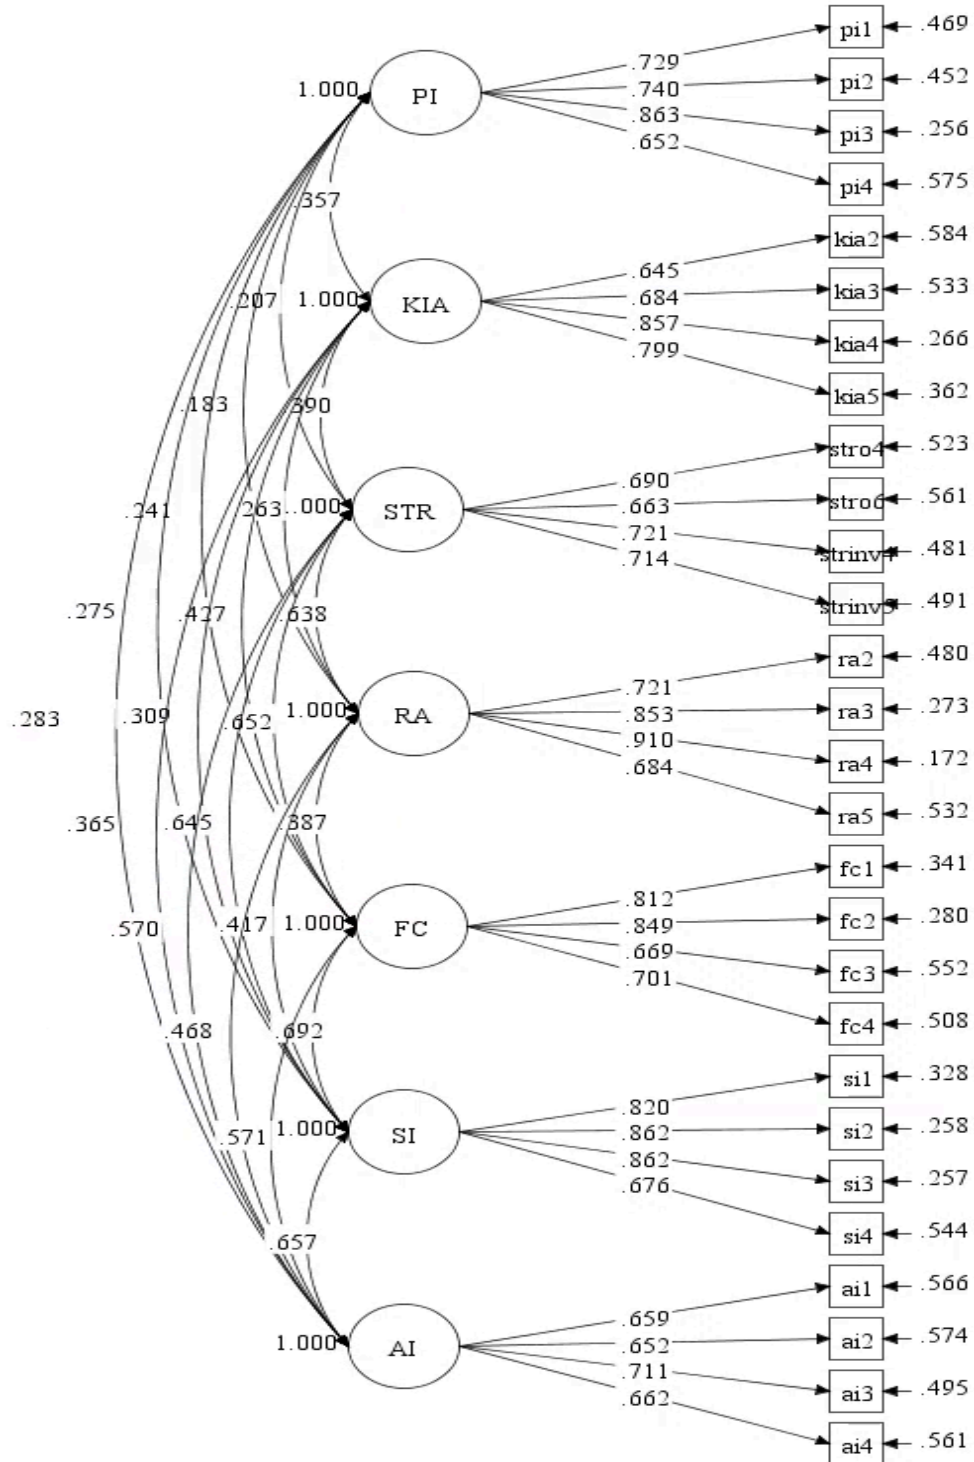 pi1 .469
.729
1.000 PI .740 pi2 .452
.863
.652 pi3 .256
pi4 .575
.357
kia2 .584
.645
.207 1.000 KIA .684 kia3 .533
.857
.799 kia4 .266
kia5 .362
.183 .390
stro4 .523
.690
.241 .263 .000 STR .663 stro6 .561
.721
.714 strinv4 .481
strinv5 .491
.275 .427 .638
ra2 .480
.721
.283 .309 .652 1.000 RA .853 ra3 .273
.910
.684 ra4 .172
ra5 .532
.365 .645 .387
fc1 .341
.812
.570 .417 1.000 FC .849 fc2 .280
.669
.701 fc3 .552
fc4 .508
.468 .692
si1 .328
.820
.571 1.000 SI .862 si2 .258
.862
.676 si3 .257
si4 .544
.657
ai1 .566
.659
1.000 AI .652 ai2 .574
.711
.662 ai3 .495
ai4 .561